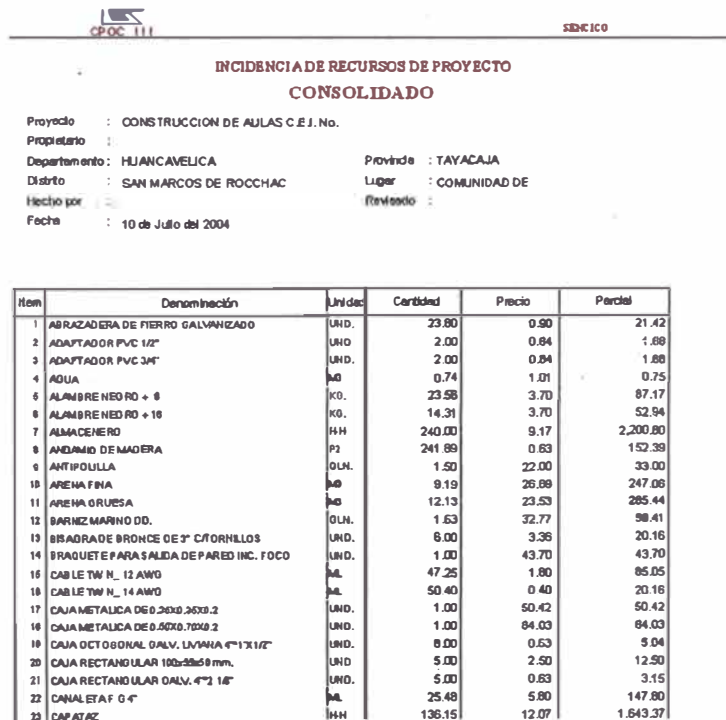 CPOC III
SENCICO
INCIDENCIA DE RECURSOS DE PROYECTO
CONSOLIDADO
Proyecto : CONSTRUCCION DE AULAS C.E.I. No.
Propietario :
Departamento : HUANCAVELICA Provincia : TAYACAJA
Distrito : SAN MARCOS DE ROCCHAC Lugar : COMUNIDAD DE
Hecho por : Revisado :
Fecha : 10 de Julio del 2004
Item Denominación Unidad Cantidad Precio Parcial
1 ABRAZADERA DE FIERRO GALVANIZADO UND. 23.80 0.90 21.42
2 ADAPTADOR PVC 1/2" UND 2.00 0.84 1.68
3 ADAPTADOR PVC 3/4" UND. 2.00 0.84 1.68
4 AGUA 0.74 1.01 0.75
5 ALAMBRE NEGRO + 8 KG. 23.56 3.70 87.17
6 ALAMBRE NEGRO + 16 KG. 14.31 3.70 52.94
7 ALMACENERO H-H 240.00 9.17 2,200.80
8 ANDAMIO DE MADERA P2 241.89 0.63 152.39
9 ANTIPOLILLA GLN. 1.50 22.00 33.00
10 ARENA FINA 9.19 26.89 247.06
11 ARENA GRUESA 12.13 23.53 285.44
12 BARNIZ MARINO DD. GLN. 1.63 32.77
13 BISAGRA DE BRONCE DE 3" C/TORNILLOS UND. 6.00 3.36 20.16
14 BRAQUETE PARA SALIDA DE PARED INC. FOCO UND. 1.00 43.70 43.70
15 CABLE TW N_ 12 AWG ML 47.25 1.80 85.05
16 CABLE TW N_ 14 AWG ML 50.40 0.40 20.16
17 CAJA METALICA DE 0.26X0.26X0.2 UND. 1.00 50.42 50.42
18 CAJA METALICA DE 0.50X0.70X0.2 UND. 1.00 84.03 84.03
19 CAJA OCTOGONAL GALV. LIVIANA 4"1"X1/2" UND. 8.00 0.63 5.04
20 CAJA RECTANGULAR mm. UND 5.00 2.50 12.50
21 CAJA RECTANGULAR GALV. 4"2 1/8" UND. 5.00 0.63 3.15
22 CANALETA F G 4" ML 25.48 5.80 147.80
23 CAPATAZ H-H 136.15 12.07 1,643.37